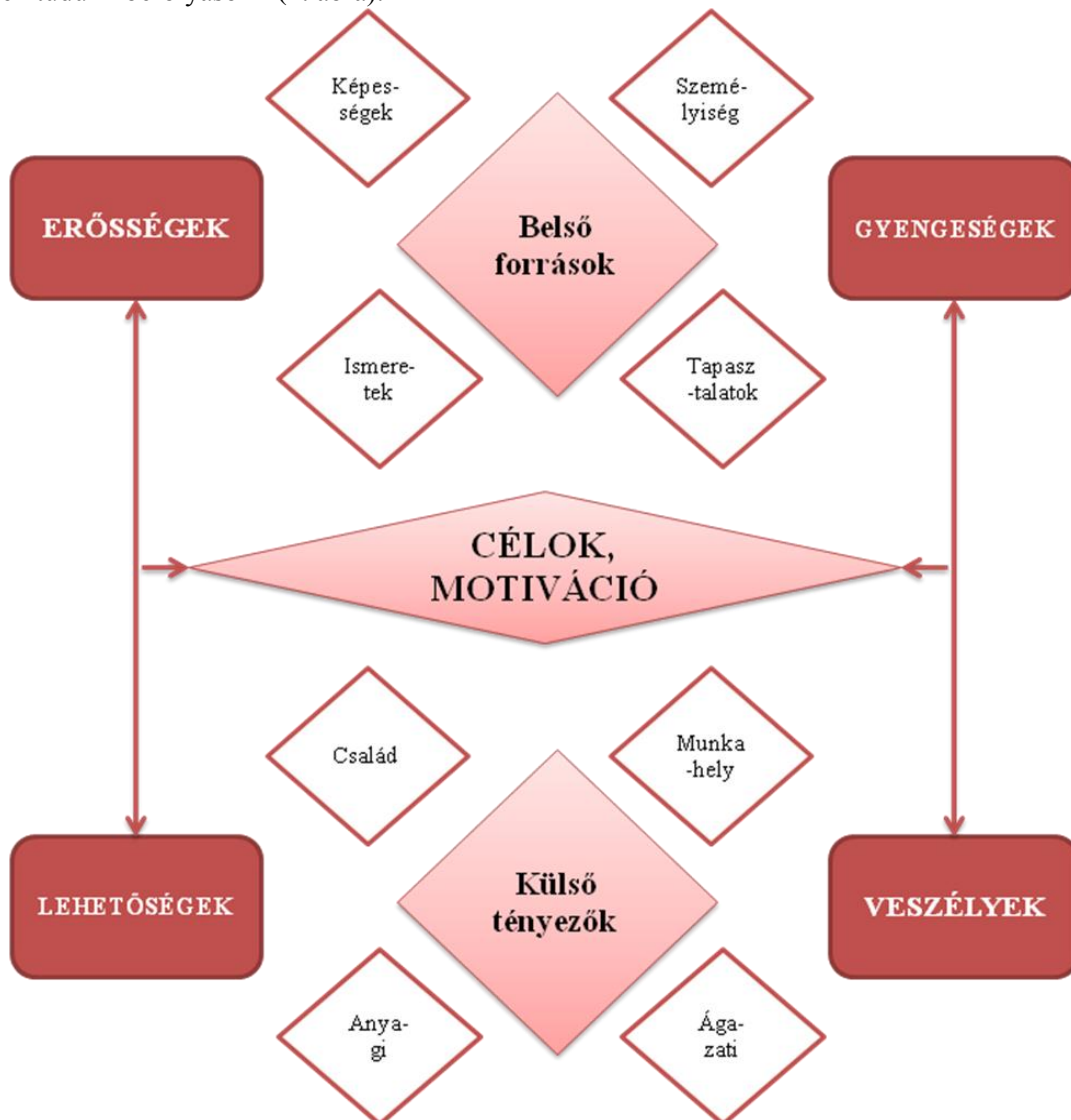 Képes-
ségek
Szemé-
lyiség
ERŐSSÉGEK
Belső
források
GYENGESÉGEK
Ismere-
tek
Tapasz
-talatok
CÉLOK,
MOTIVÁCIÓ
Család
Munka
-hely
LEHETŐSÉGEK
Külső
tényezők
VESZÉLYEK
Anya-
gi
Ága-
zati